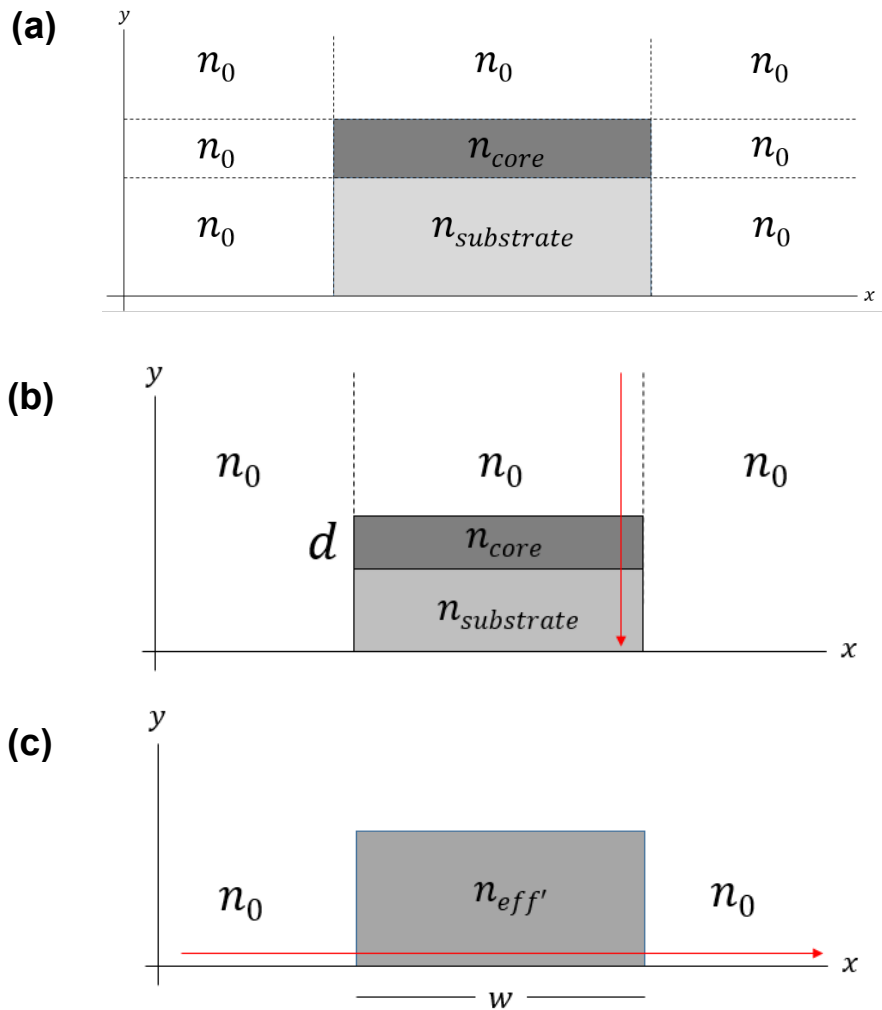 (a)
y
n_0 n_0 n_0
n_0 n_core n_0
n_0 n_substrate n_0
x
(b)
y
n_0 n_0 n_0
d n_core
n_substrate
x
(c)
y
n_0 n_eff' n_0
x
w